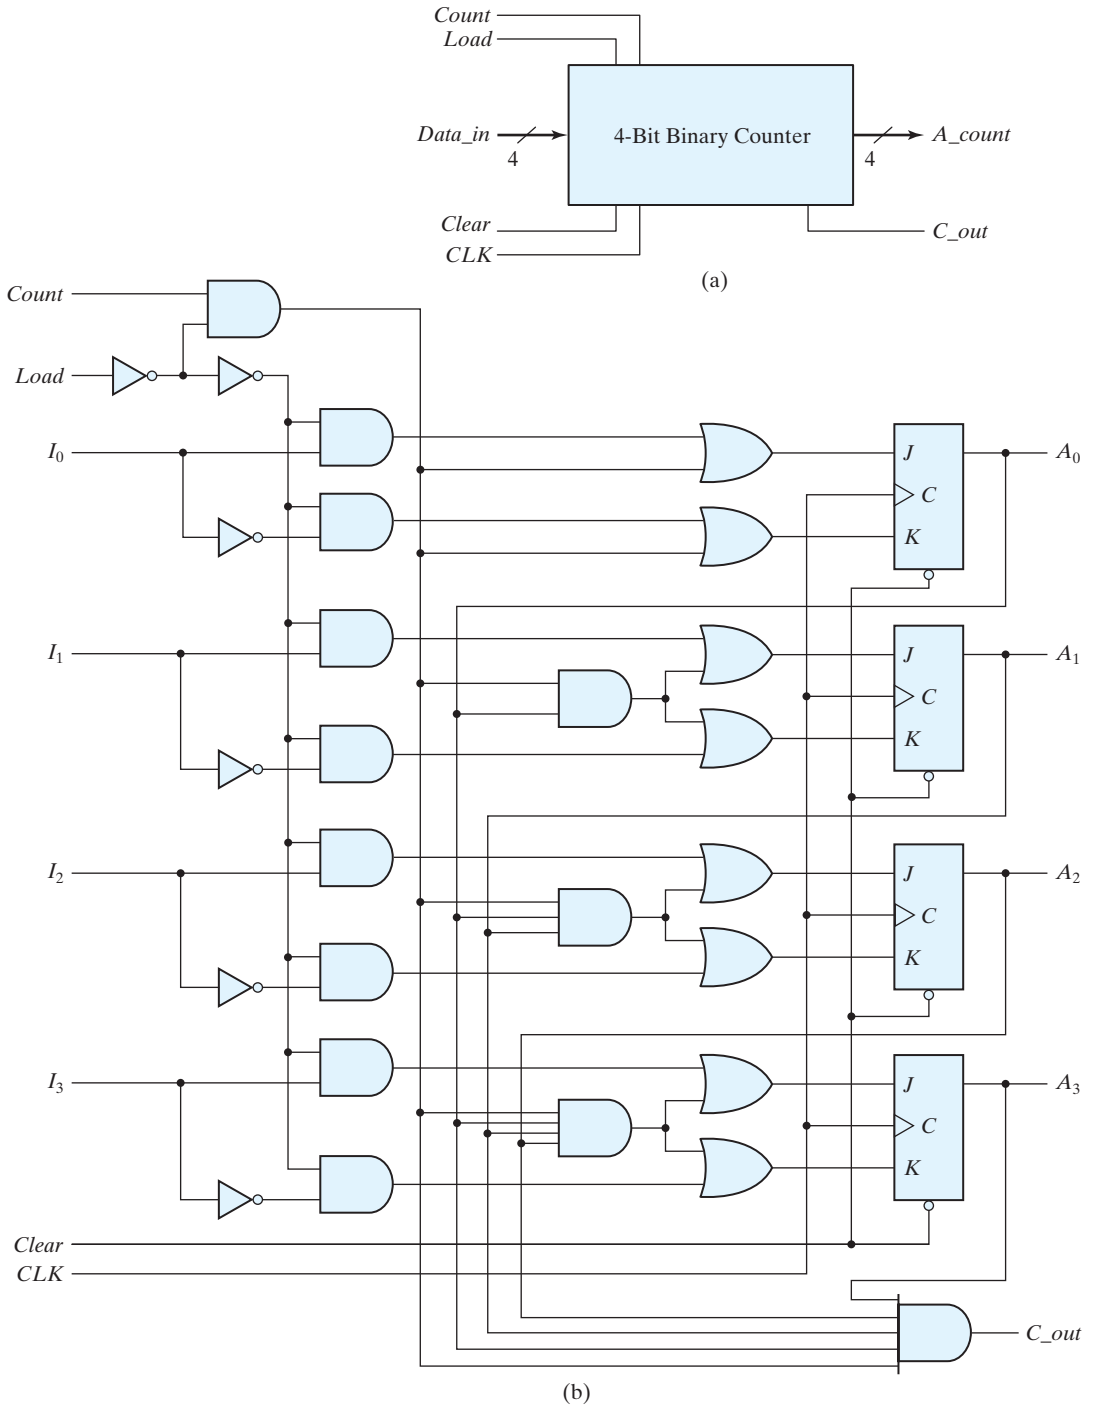 Count
Load
Data_in
4
4-Bit Binary Counter
4
A_count
Clear
CLK
C_out
(a)
Count
Load
I0
J
A0
C
K
I1
J
A1
C
K
I2
J
A2
C
K
I3
J
A3
C
K
Clear
CLK
C_out
(b)